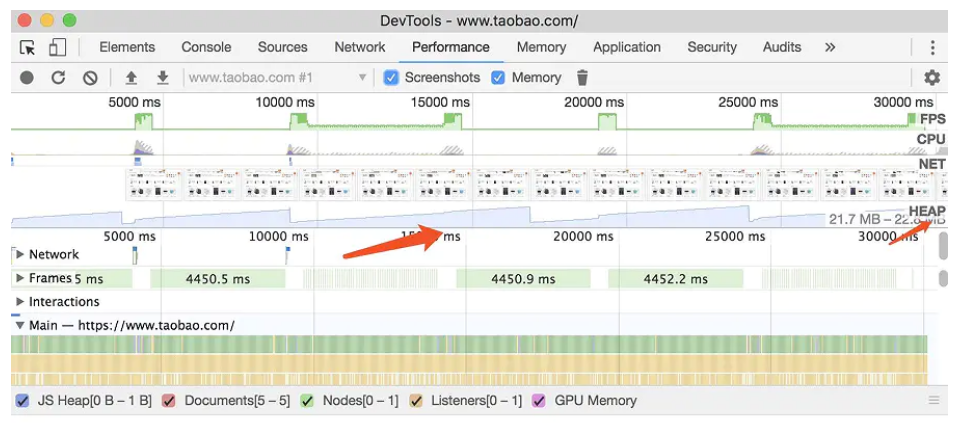 DevTools - www.taobao.com/
Elements Console Sources Network Performance Memory Application Security Audits »
www.taobao.com #1 Screenshots Memory
5000 ms 10000 ms 15000 ms 20000 ms 25000 ms 30000 ms
FPS
CPU
NET
HEAP
21.7 MB – 22.8 MB
5000 ms 10000 ms 15000 ms 20000 ms 25000 ms 30000 ms
Network
Frames 5 ms 4450.5 ms 4450.9 ms 4452.2 ms
Interactions
Main — https://www.taobao.com/
JS Heap[0 B – 1 B] Documents[5 – 5] Nodes[0 – 1] Listeners[0 – 1] GPU Memory